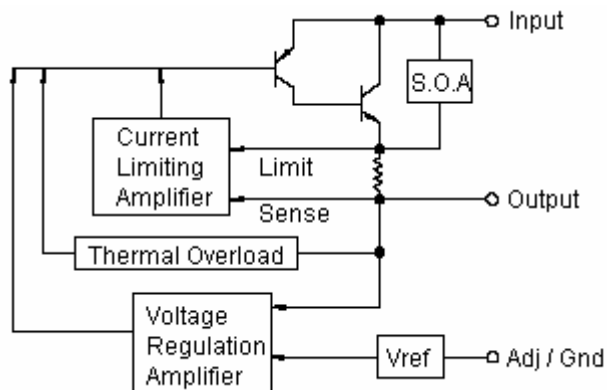 Input
S.O.A
Current
Limiting
Amplifier
Limit
Sense
Output
Thermal Overload
Voltage
Regulation
Amplifier
Vref
Adj / Gnd